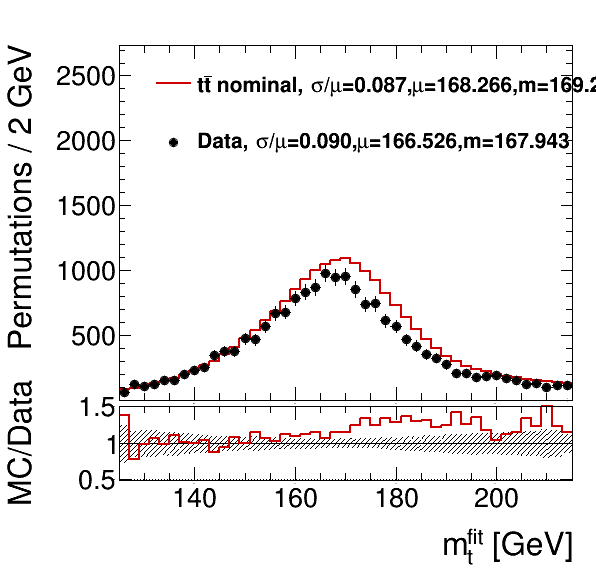 Permutations / 2 GeV
2500
2000
1500
1000
500
tt̄ nominal, σ/μ=0.087,μ=168.266,m=169.2
Data, σ/μ=0.090,μ=166.526,m=167.943
MC/Data
1.5
1
0.5
140 160 180 200
m_t^fit [GeV]